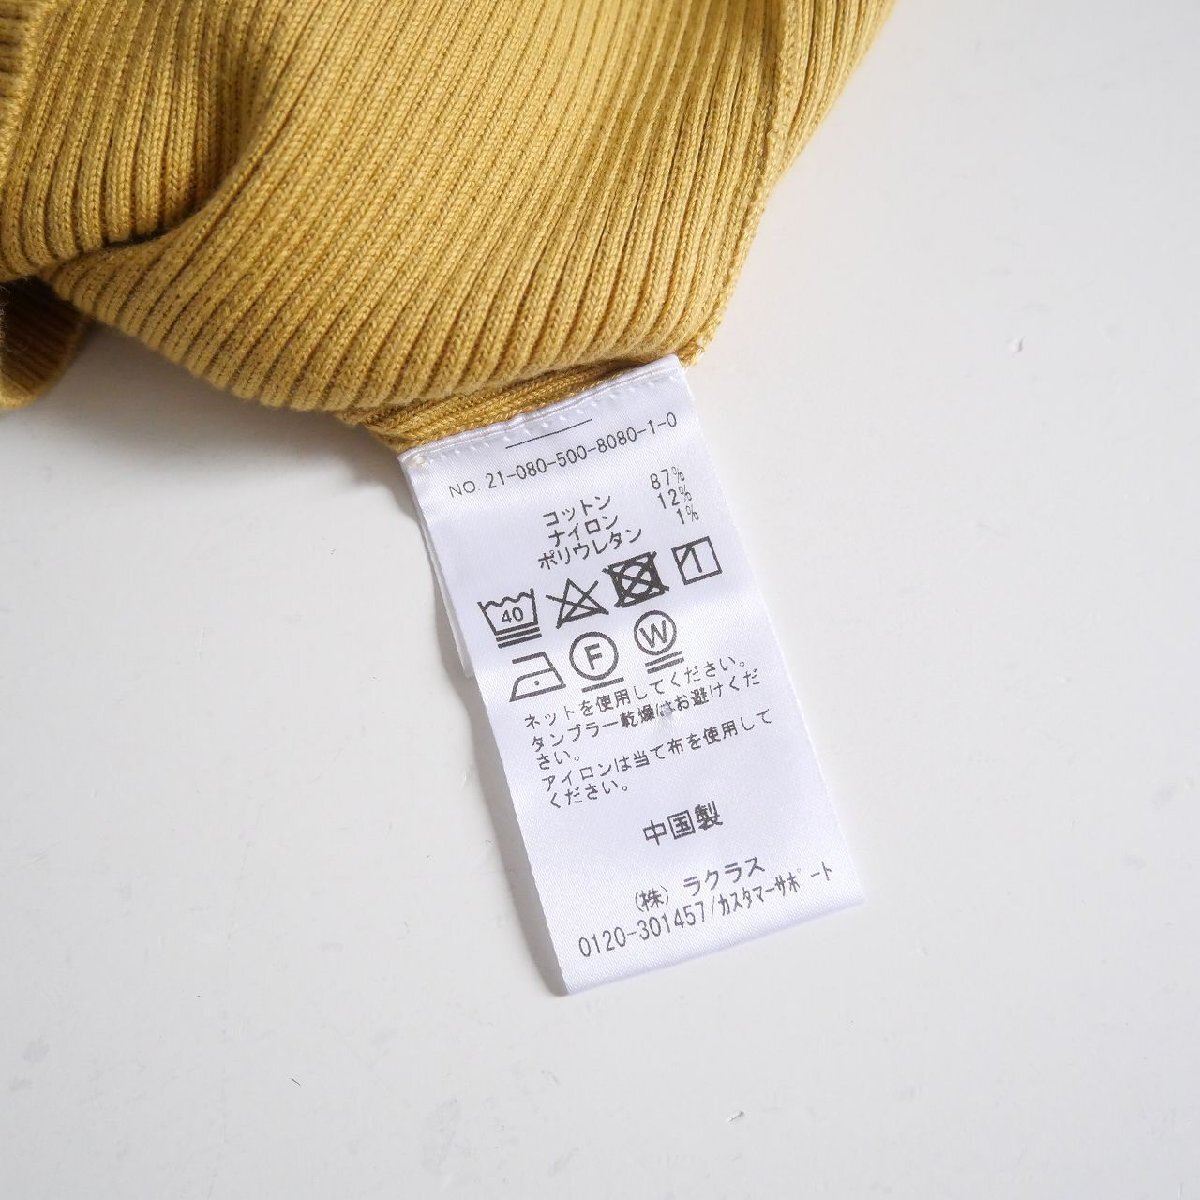 NO. 21-080-500-8080-1-0
コットン 87%
ナイロン 12%
ポリウレタン 1%
40
F W
ネットを使用してください。
タンブラー乾燥はお避けくだ
さい。
アイロンは当て布を使用して
ください。
中国製
(株) ラクラス
0120-301457/カスタマーサポート